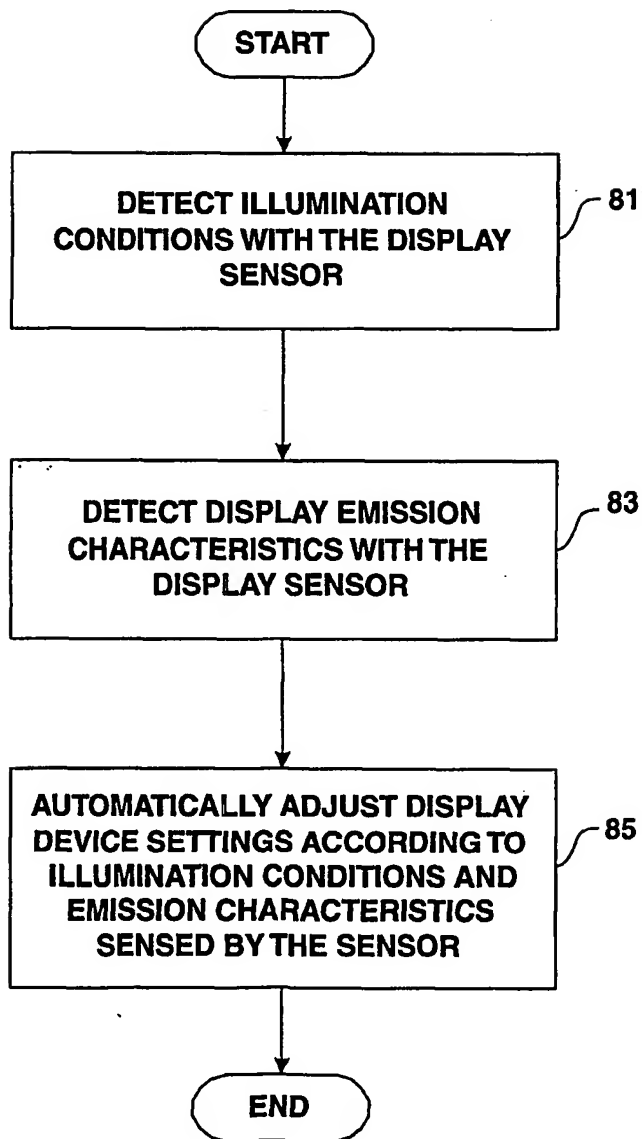 START
DETECT ILLUMINATION
CONDITIONS WITH THE DISPLAY
SENSOR
81
DETECT DISPLAY EMISSION
CHARACTERISTICS WITH THE
DISPLAY SENSOR
83
AUTOMATICALLY ADJUST DISPLAY
DEVICE SETTINGS ACCORDING TO
ILLUMINATION CONDITIONS AND
EMISSION CHARACTERISTICS
SENSED BY THE SENSOR
85
END